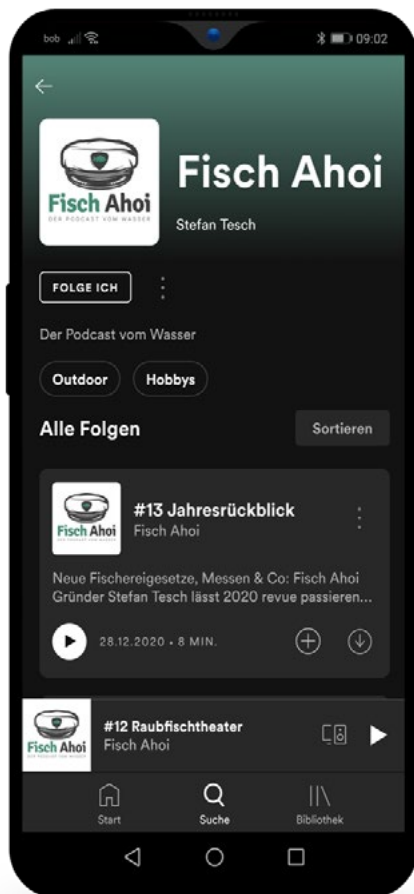 bob
09:02
Fisch Ahoi
DER PODCAST VOM WASSER
Fisch Ahoi
Stefan Tesch
FOLGE ICH
Der Podcast vom Wasser
Outdoor
Hobbys
Alle Folgen
Sortieren
Fisch Ahoi
#13 Jahresrückblick
Fisch Ahoi
Neue Fischereigesetze, Messen & Co: Fisch Ahoi
Gründer Stefan Tesch lässt 2020 revue passieren...
28.12.2020 • 8 MIN.
Fisch Ahoi
#12 Raubfischtheater
Fisch Ahoi
Start
Suche
Bibliothek